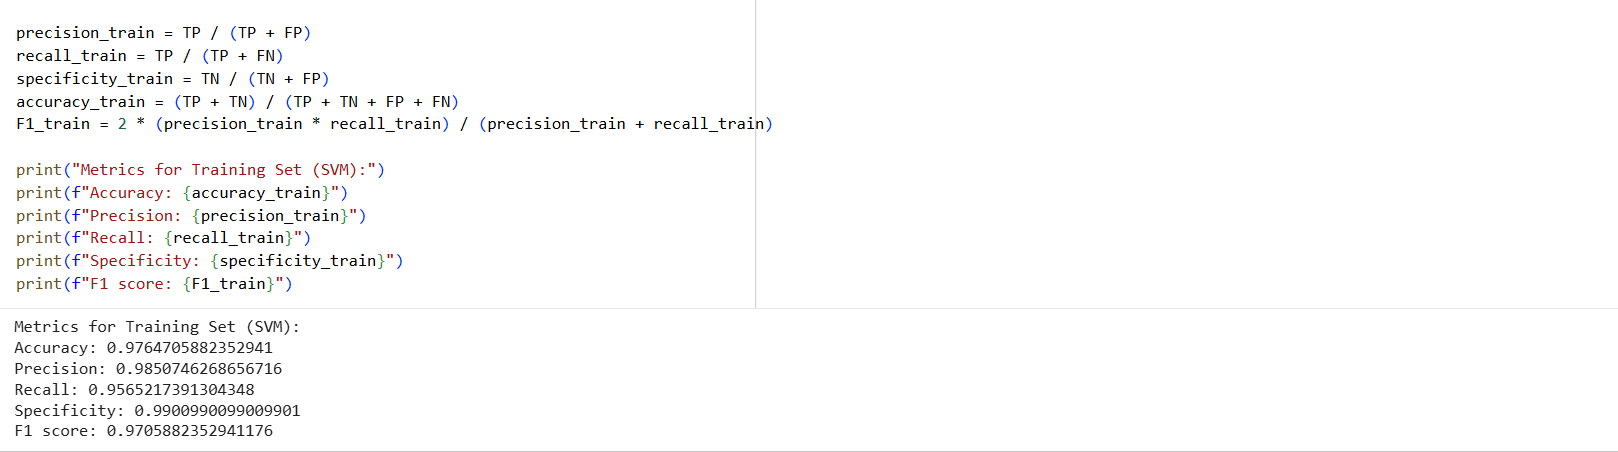 precision_train = TP / (TP + FP)
recall_train = TP / (TP + FN)
specificity_train = TN / (TN + FP)
accuracy_train = (TP + TN) / (TP + TN + FP + FN)
F1_train = 2 * (precision_train * recall_train) / (precision_train + recall_train)
print("Metrics for Training Set (SVM):")
print(f"Accuracy: {accuracy_train}")
print(f"Precision: {precision_train}")
print(f"Recall: {recall_train}")
print(f"Specificity: {specificity_train}")
print(f"F1 score: {F1_train}")
Metrics for Training Set (SVM):
Accuracy: 0.9764705882352941
Precision: 0.9850746268656716
Recall: 0.9565217391304348
Specificity: 0.9900990099009901
F1 score: 0.9705882352941176